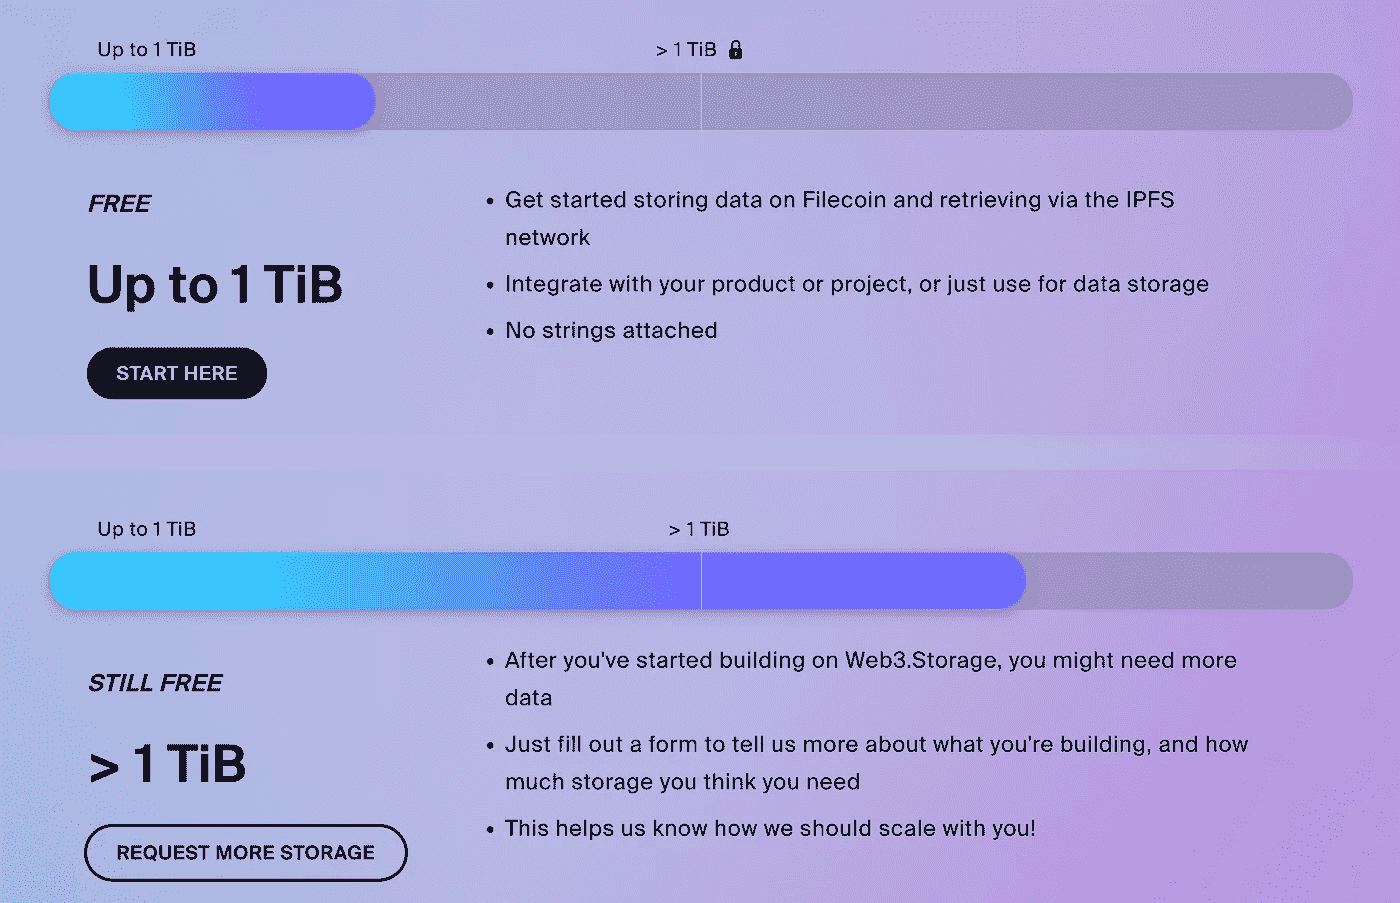 Up to 1 TiB
> 1 TiB
FREE
Up to 1 TiB
START HERE
• Get started storing data on Filecoin and retrieving via the IPFS
network
• Integrate with your product or project, or just use for data storage
• No strings attached
Up to 1 TiB
> 1 TiB
STILL FREE
> 1 TiB
REQUEST MORE STORAGE
• After you've started building on Web3.Storage, you might need more
data
• Just fill out a form to tell us more about what you're building, and how
much storage you think you need
• This helps us know how we should scale with you!